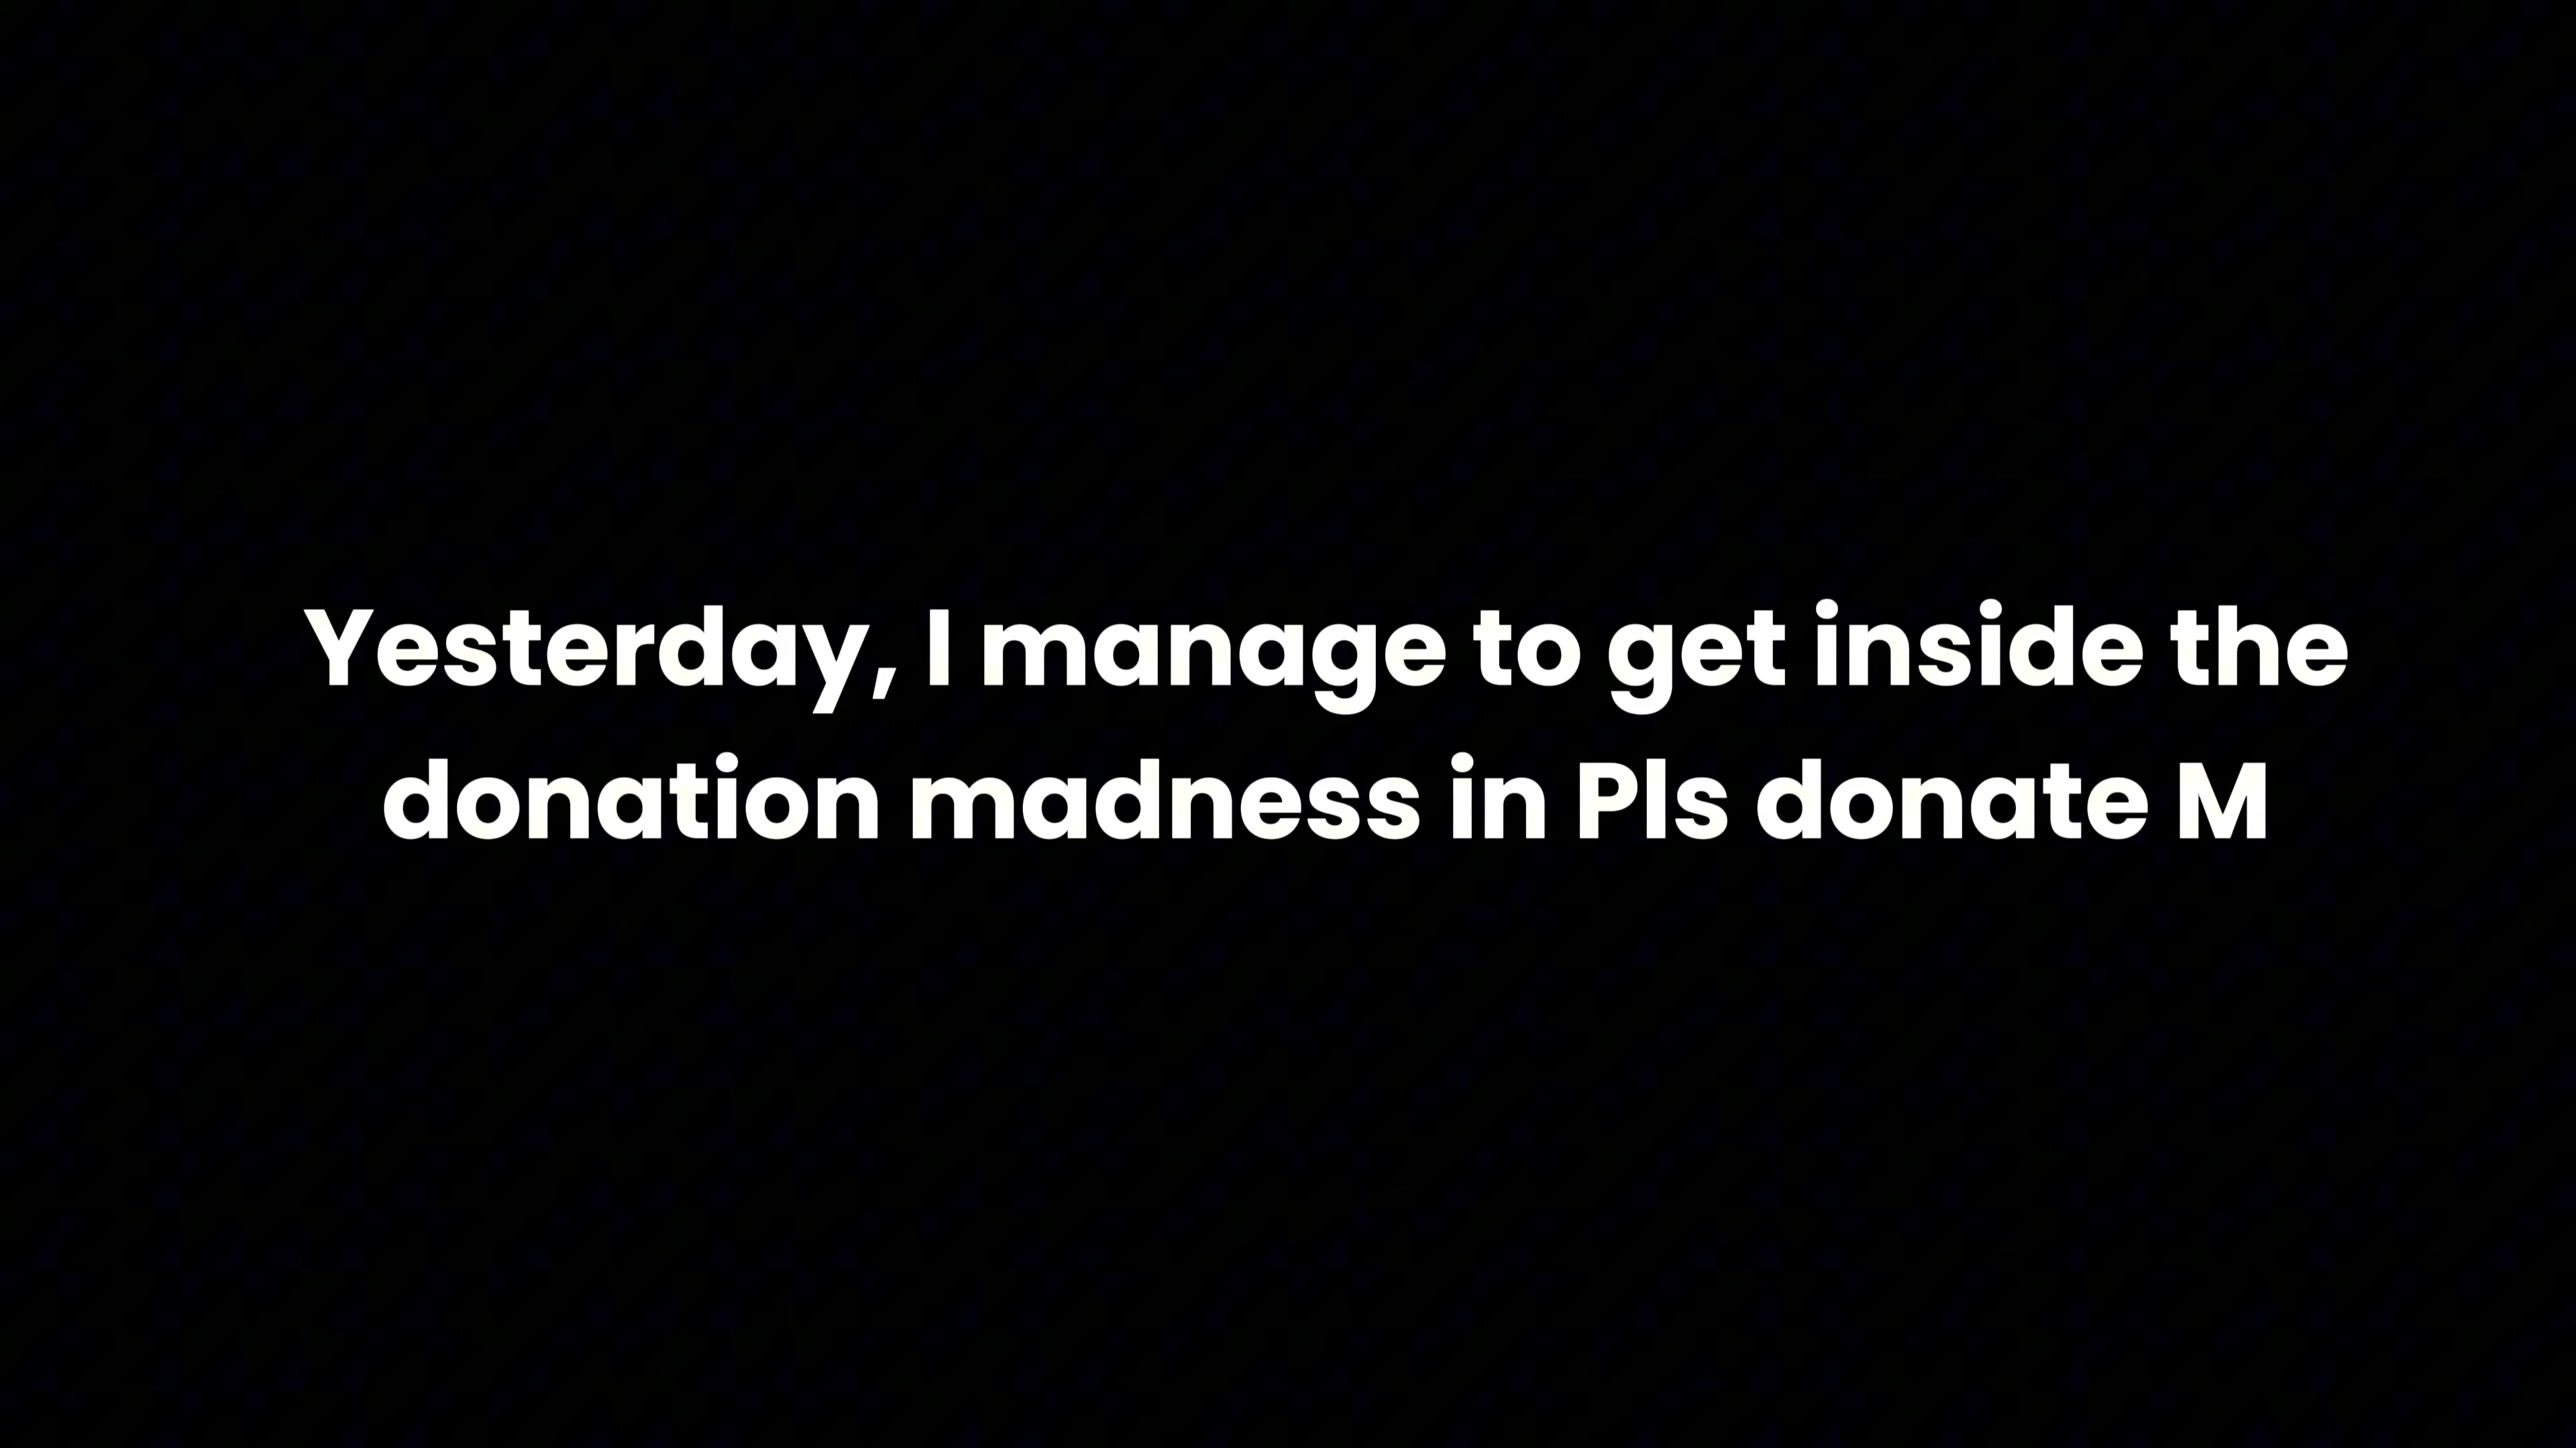 Yesterday, I manage to get inside the
donation madness in Pls donate M